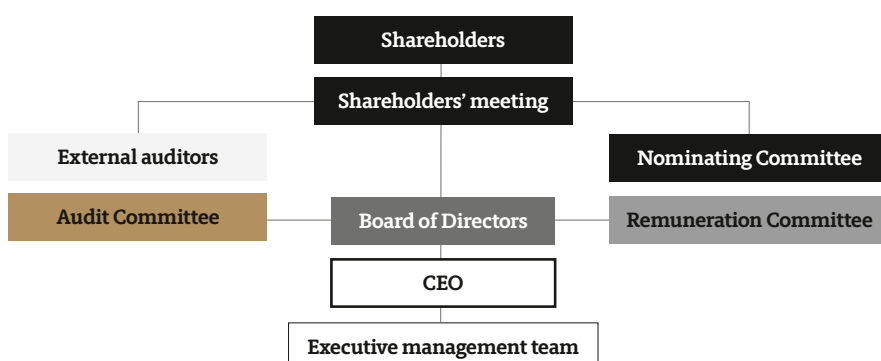 Shareholders
Shareholders’ meeting
External auditors
Nominating Committee
Audit Committee
Board of Directors
Remuneration Committee
CEO
Executive management team